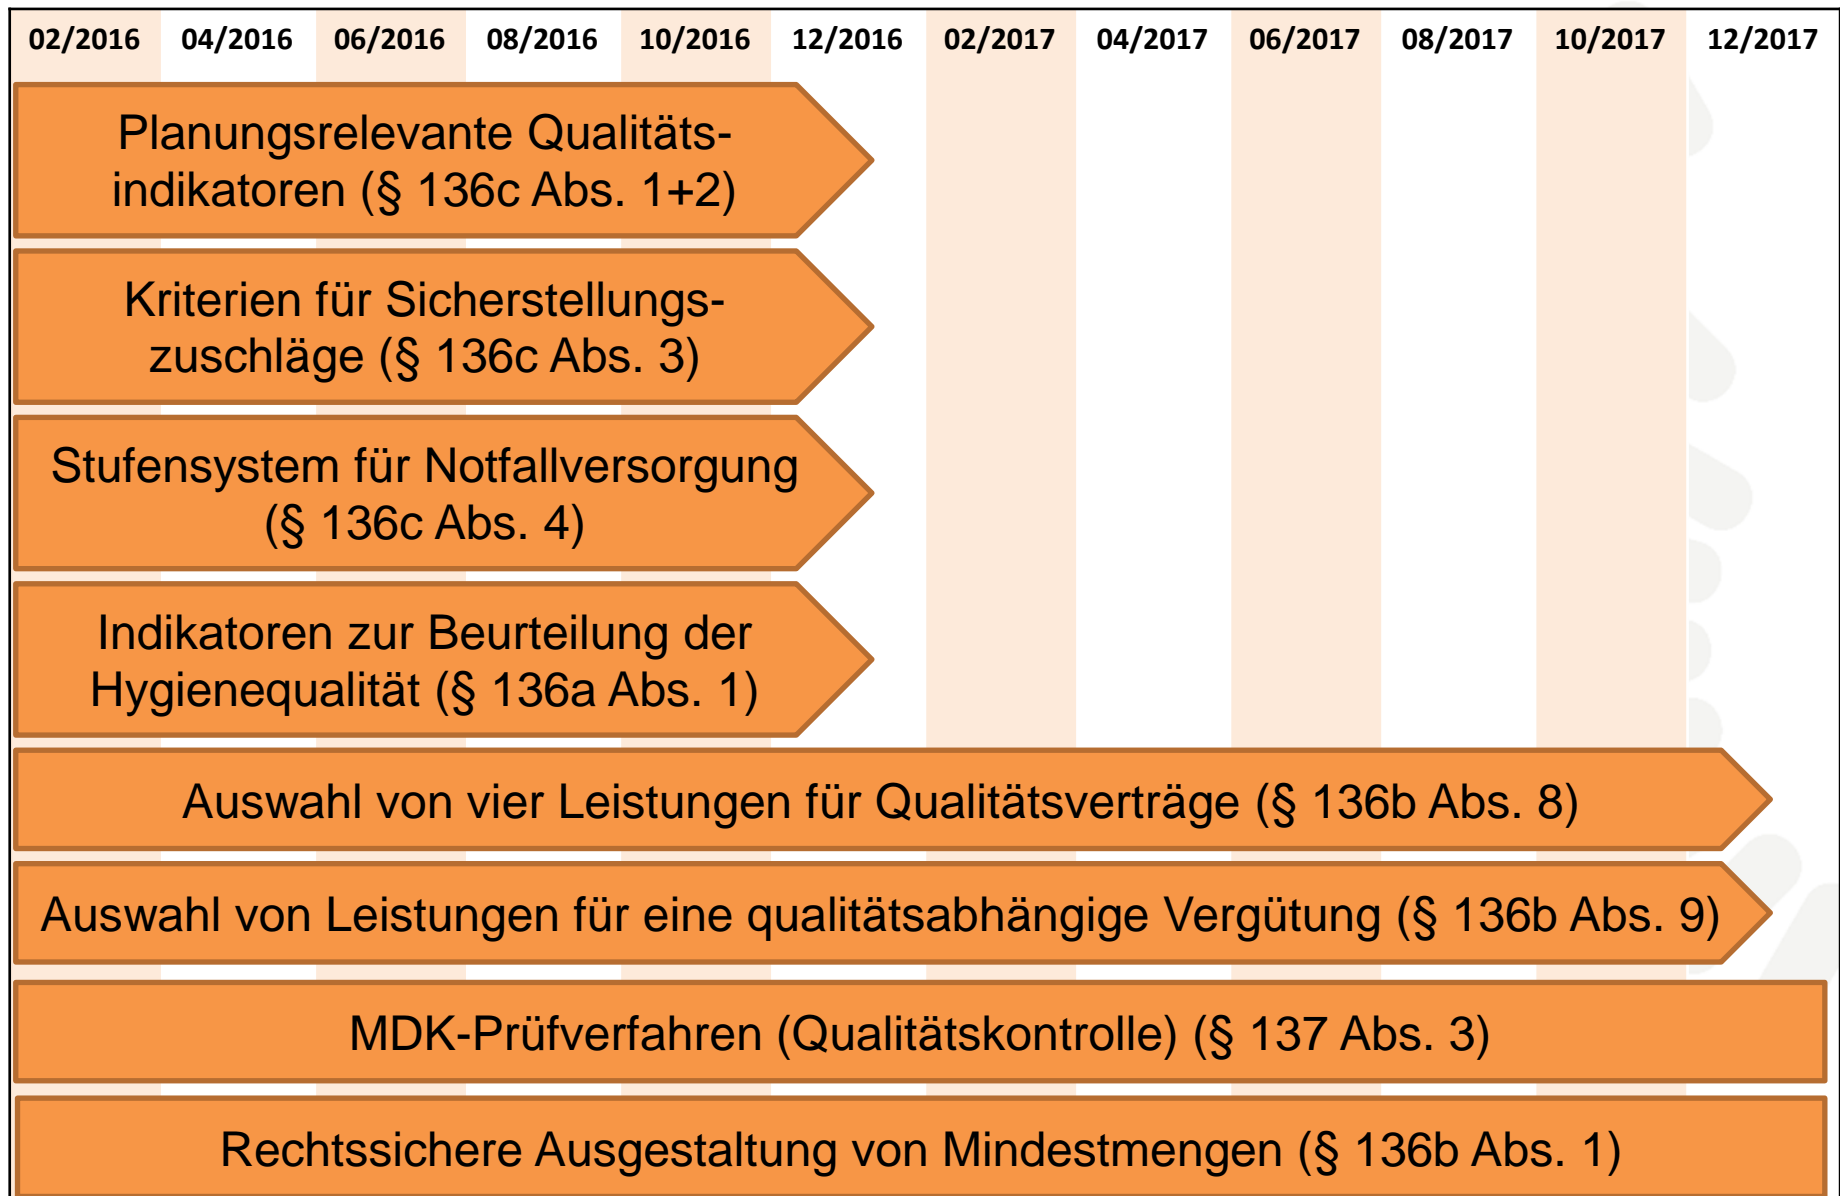 02/2016 04/2016 06/2016 08/2016 10/2016 12/2016 02/2017 04/2017 06/2017 08/2017 10/2017 12/2017
Planungsrelevante Qualitäts-
indikatoren (§ 136c Abs. 1+2)
Kriterien für Sicherstellungs-
zuschläge (§ 136c Abs. 3)
Stufensystem für Notfallversorgung
(§ 136c Abs. 4)
Indikatoren zur Beurteilung der
Hygienequalität (§ 136a Abs. 1)
Auswahl von vier Leistungen für Qualitätsverträge (§ 136b Abs. 8)
Auswahl von Leistungen für eine qualitätsabhängige Vergütung (§ 136b Abs. 9)
MDK-Prüfverfahren (Qualitätskontrolle) (§ 137 Abs. 3)
Rechtssichere Ausgestaltung von Mindestmengen (§ 136b Abs. 1)